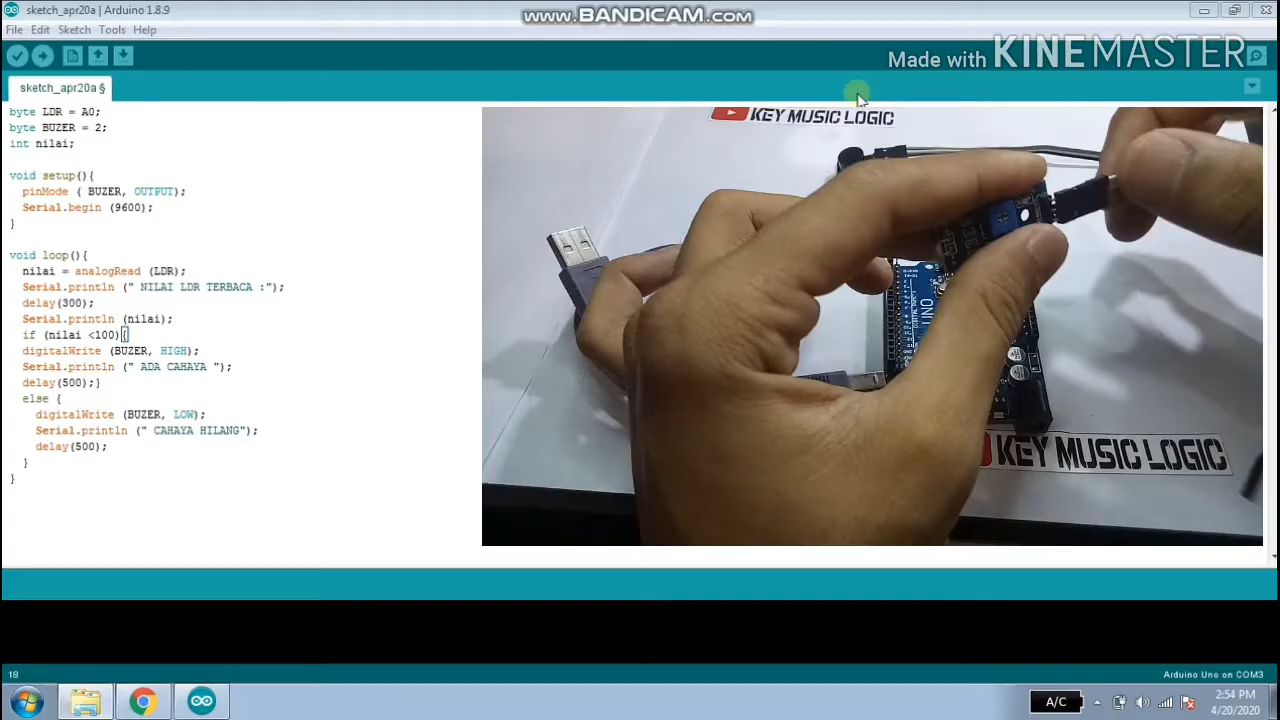 sketch_apr20a | Arduino 1.8.9
www.BANDICAM.com
File Edit Sketch Tools Help
Made with KINEMASTER
sketch_apr20a §
byte LDR = A0;
byte BUZER = 2;
int nilai;
void setup(){
pinMode ( BUZER, OUTPUT);
Serial.begin (9600);
}
void loop(){
nilai = analogRead (LDR);
Serial.println (" NILAI LDR TERBACA :");
delay(300);
Serial.println (nilai);
if (nilai <100){
digitalWrite (BUZER, HIGH);
Serial.println (" ADA CAHAYA ");
delay(500);}
else {
digitalWrite (BUZER, LOW);
Serial.println (" CAHAYA HILANG");
delay(500);
}
}
KEY MUSIC LOGIC
UNO
KEY MUSIC LOGIC
18
Arduino Uno on COM3
A/C
2:54 PM
4/20/2020